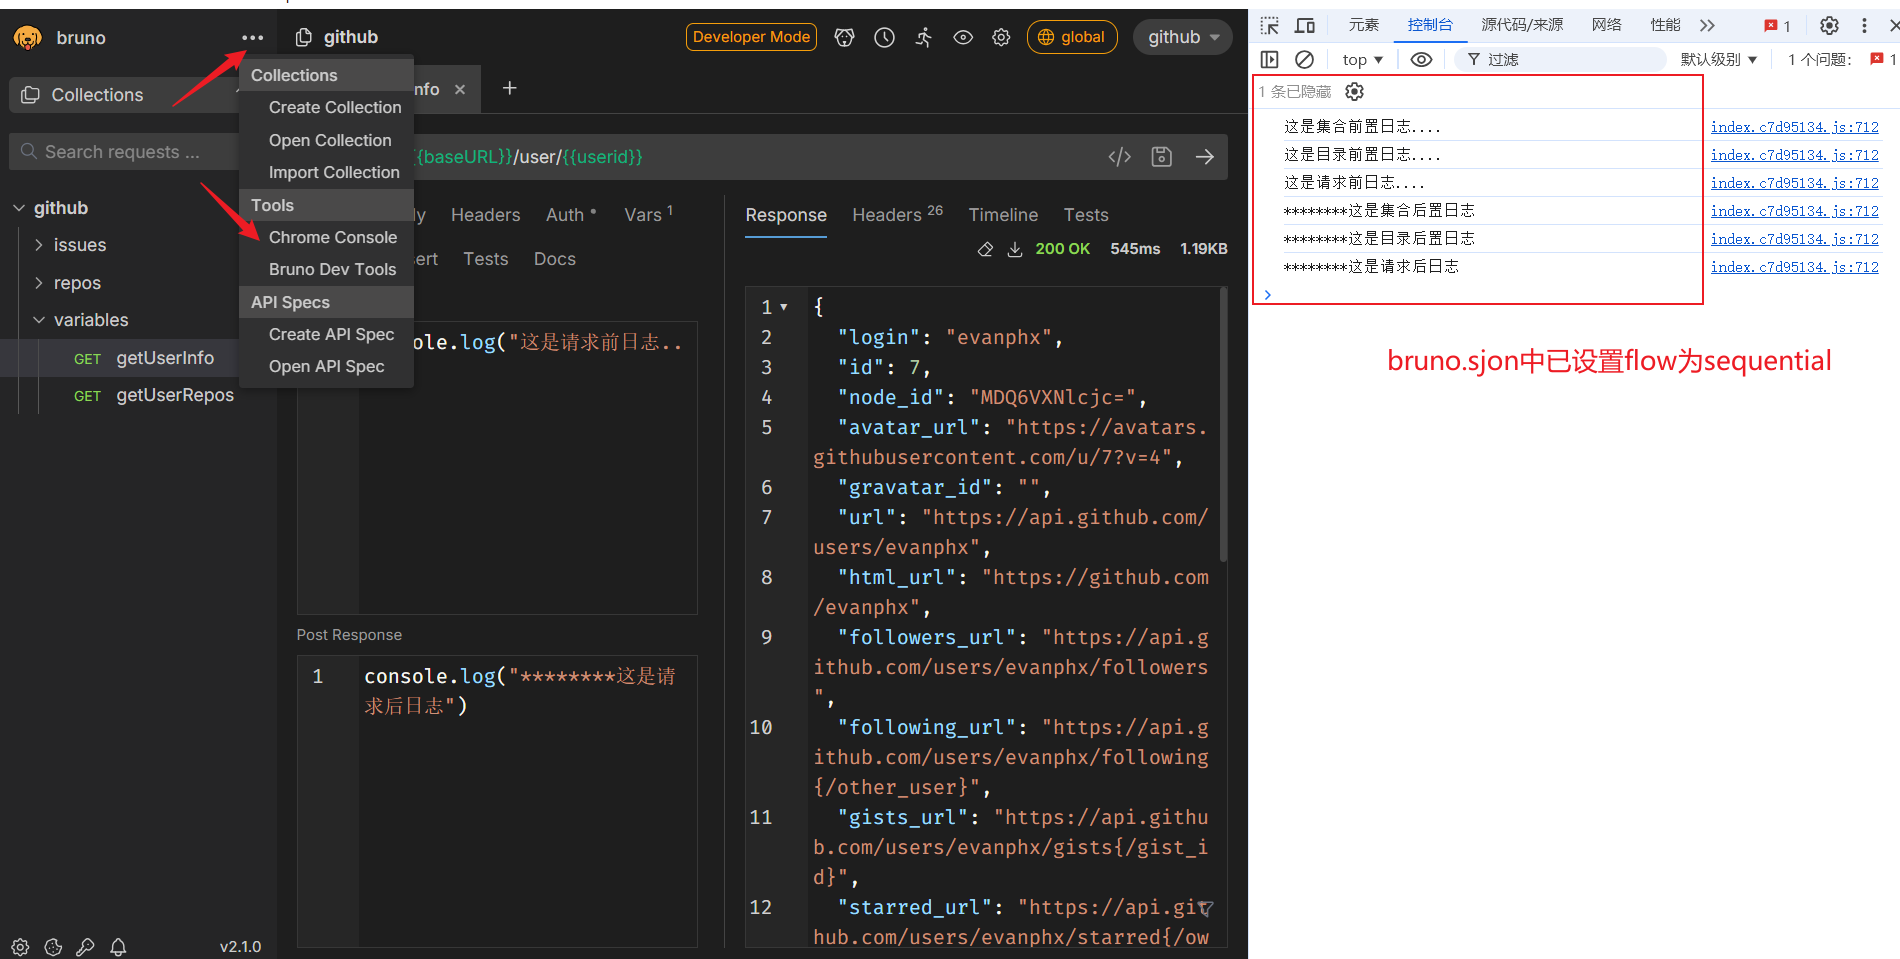 bruno
Collections
Search requests ...
github
issues
repos
variables
GET getUserInfo
GET getUserRepos
v2.1.0
Collections
Create Collection
Open Collection
Import Collection
Tools
Chrome Console
Bruno Dev Tools
API Specs
Create API Spec
Open API Spec
github
Developer Mode
global
github
nfo ×
+
{{baseURL}}/user/{{userid}}
Headers
Auth
Vars 1
Tests
Docs
ole.log("这是请求前日志..
Post Response
1 console.log("********这是请
求后日志")
Response Headers 26 Timeline Tests
200 OK 545ms 1.19KB
1 {
2 "login": "evanphx",
3 "id": 7,
4 "node_id": "MDQ6VXNlcjc=",
5 "avatar_url": "https://avatars.
githubusercontent.com/u/7?v=4",
6 "gravatar_id": "",
7 "url": "https://api.github.com/
users/evanphx",
8 "html_url": "https://github.com
/evanphx",
9 "followers_url": "https://api.g
ithub.com/users/evanphx/followers
",
10 "following_url": "https://api.g
ithub.com/users/evanphx/following
{/other_user}",
11 "gists_url": "https://api.githu
b.com/users/evanphx/gists{/gist_i
d}",
12 "starred_url": "https://api.git
hub.com/users/evanphx/starred{/ow
元素 控制台 源代码/来源 网络 性能 1
top 过滤 默认级别 1 个问题: 1
1 条已隐藏
这是集合前置日志.... index.c7d95134.js:712
这是目录前置日志.... index.c7d95134.js:712
这是请求前日志.... index.c7d95134.js:712
********这是集合后置日志 index.c7d95134.js:712
********这是目录后置日志 index.c7d95134.js:712
********这是请求后日志 index.c7d95134.js:712
bruno.sjon中已设置flow为sequential